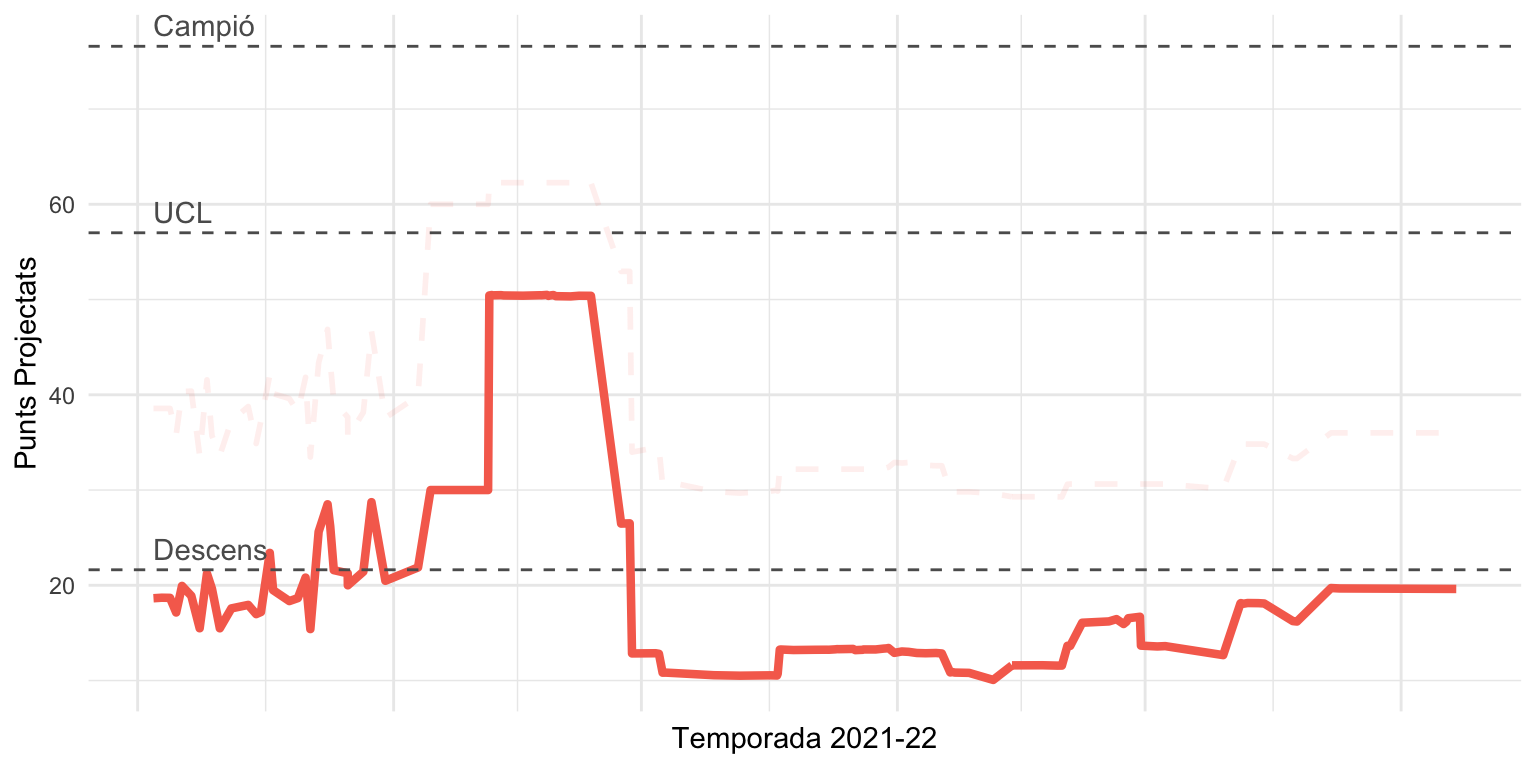 Campió
60
UCL
Punts Projectats
40
Descens
20
Temporada 2021-22